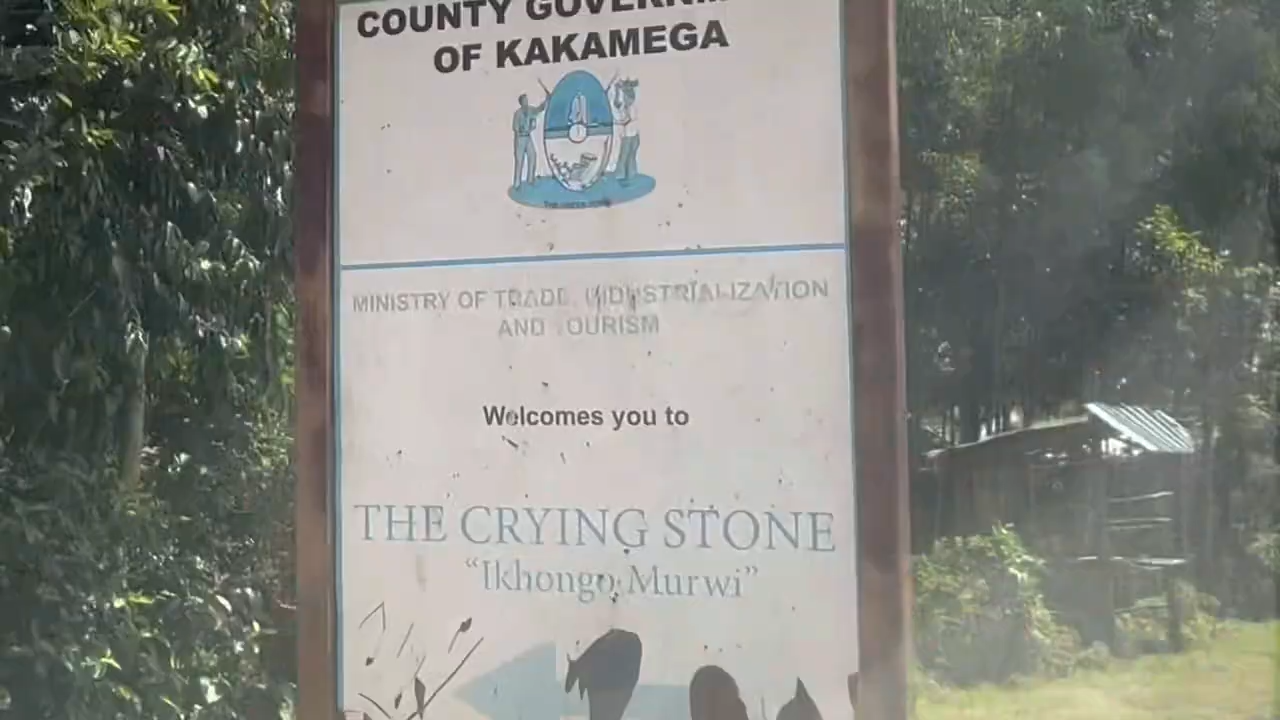 COUNTY GOVERNM
OF KAKAMEGA
MINISTRY OF TRADE, INDUSTRIALIZATION
AND TOURISM
Welcomes you to
THE CRYING STONE
“Ikhongo Murwi”